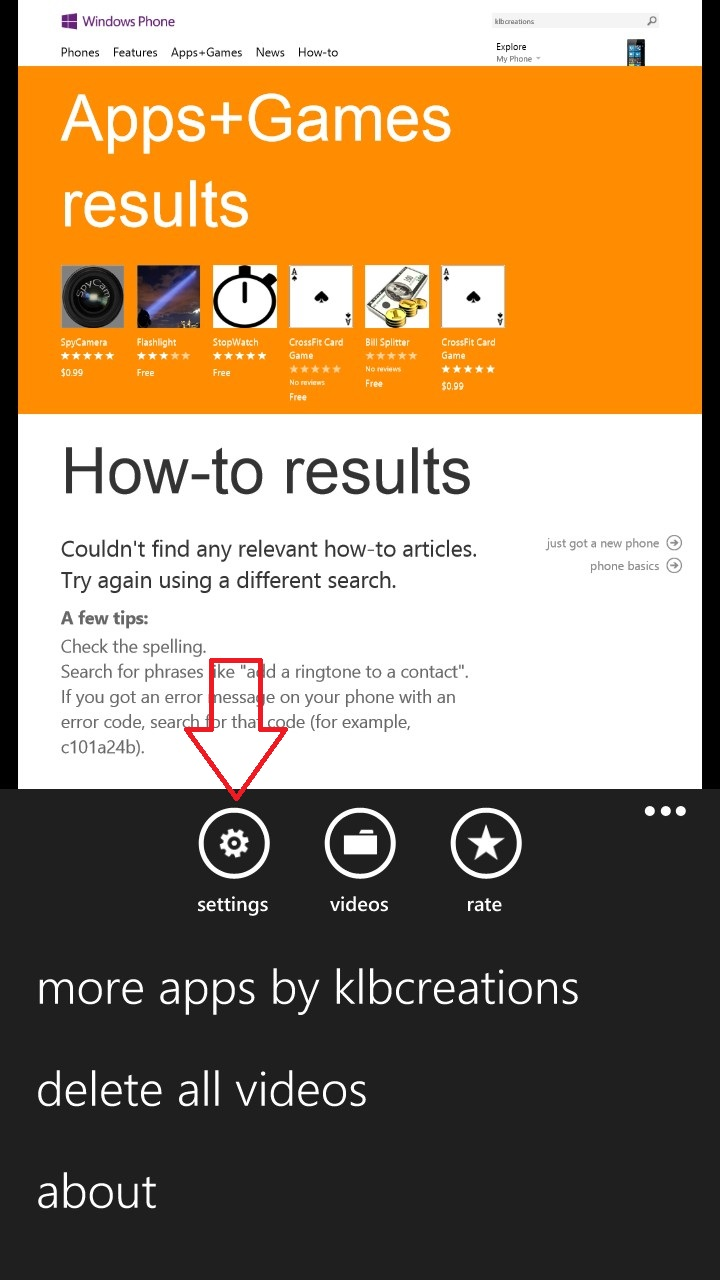 Windows Phone
klbcreations
Phones Features Apps+Games News How-to
Explore
My Phone
Apps+Games
results
SpyCam
A
A
A
A
SpyCamera Flashlight StopWatch CrossFit Card Game Bill Splitter CrossFit Card Game
$0.99 Free Free No reviews Free No reviews Free $0.99
How-to results
Couldn't find any relevant how-to articles.
Try again using a different search.
just got a new phone
phone basics
A few tips:
Check the spelling.
Search for phrases like "add a ringtone to a contact".
If you got an error message on your phone with an
error code, search for that code (for example,
c101a24b).
settings videos rate
more apps by klbcreations
delete all videos
about